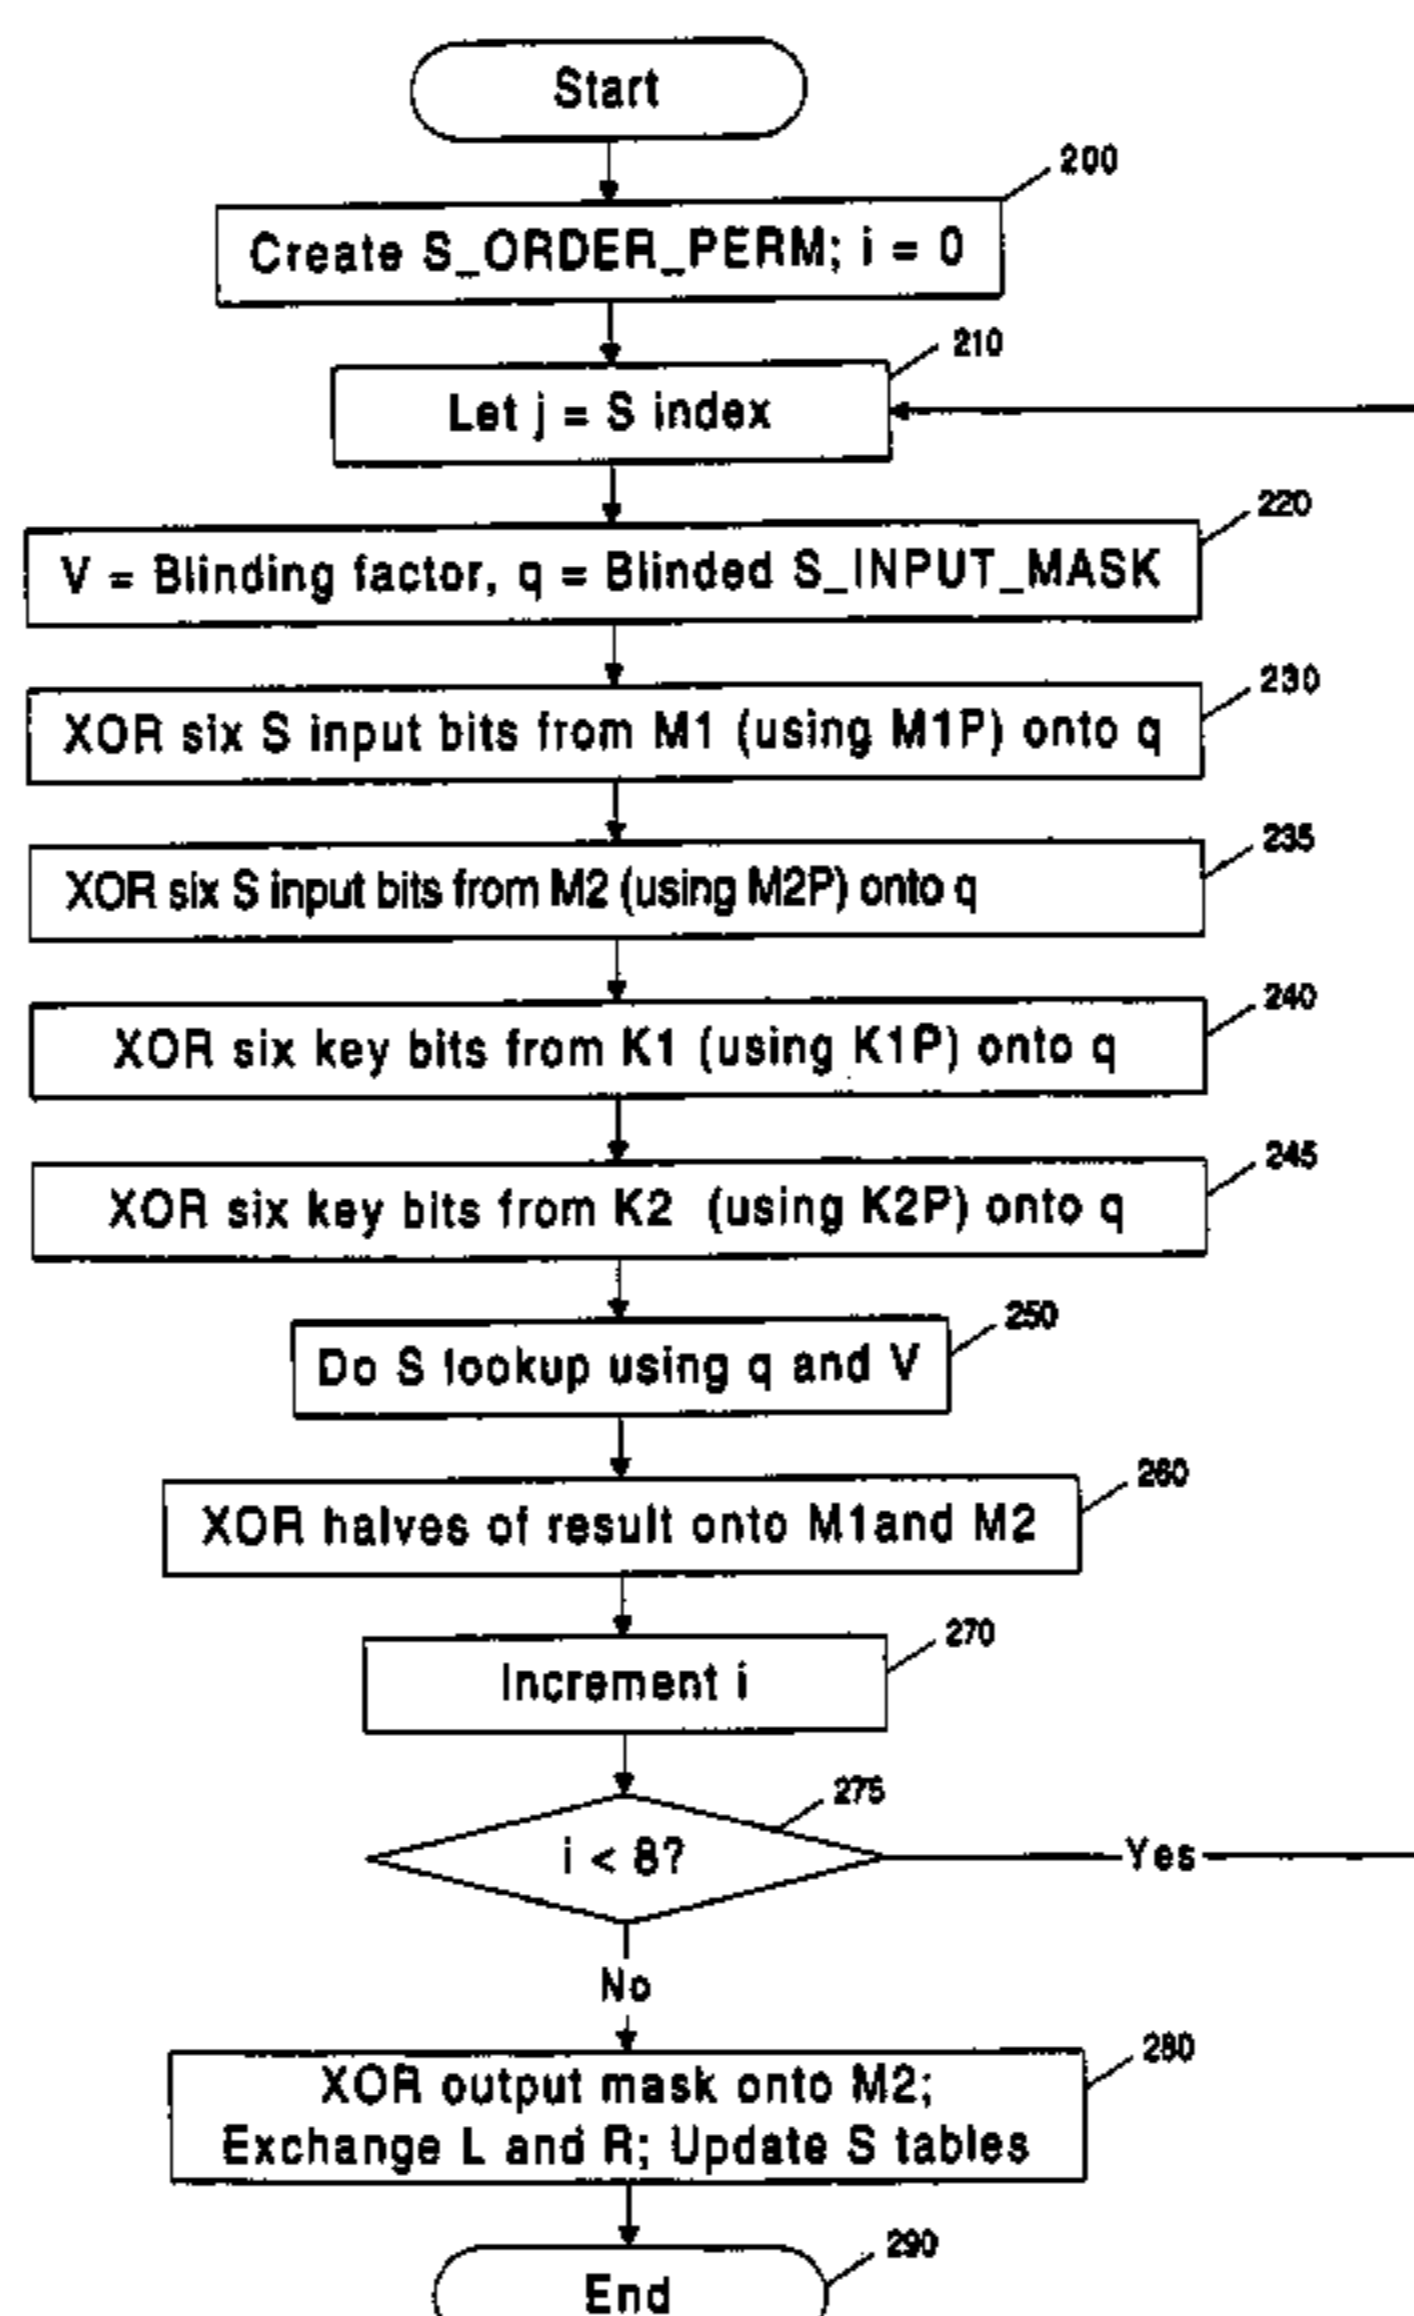 Start
200
Create S_ORDER_PERM; i = 0
210
Let j = S index
220
V = Blinding factor, q = Blinded S_INPUT_MASK
230
XOR six S input bits from M1 (using M1P) onto q
235
XOR six S input bits from M2 (using M2P) onto q
240
XOR six key bits from K1 (using K1P) onto q
245
XOR six key bits from K2 (using K2P) onto q
250
Do S lookup using q and V
260
XOR halves of result onto M1and M2
270
Increment i
275
i < 8?
Yes
No
280
XOR output mask onto M2;
Exchange L and R; Update S tables
290
End